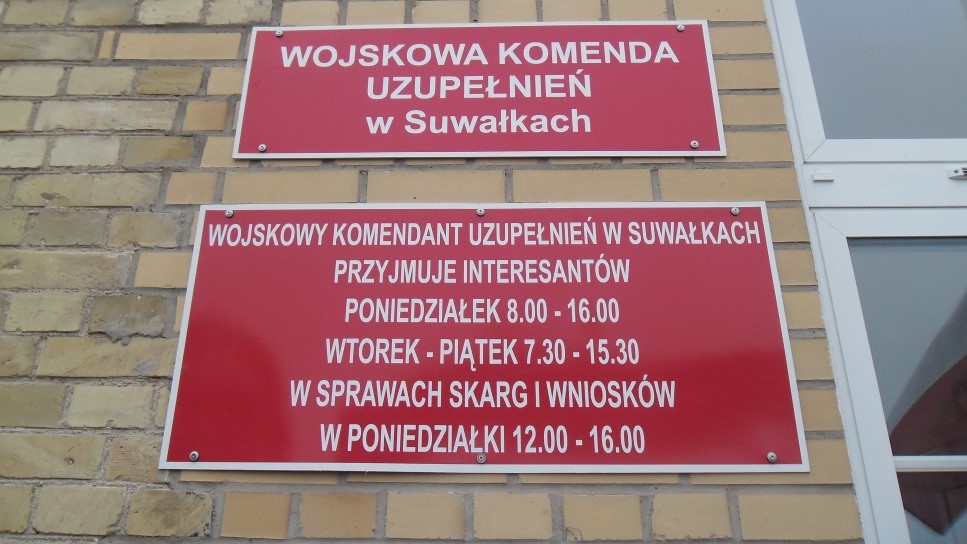 WOJSKOWA KOMENDA
UZUPEŁNIEŃ
w Suwałkach
WOJSKOWY KOMENDANT UZUPEŁNIEŃ W SUWAŁKACH
PRZYJMUJE INTERESANTÓW
PONIEDZIAŁEK 8.00 - 16.00
WTOREK - PIĄTEK 7.30 - 15.30
W SPRAWACH SKARG I WNIOSKÓW
W PONIEDZIAŁKI 12.00 - 16.00